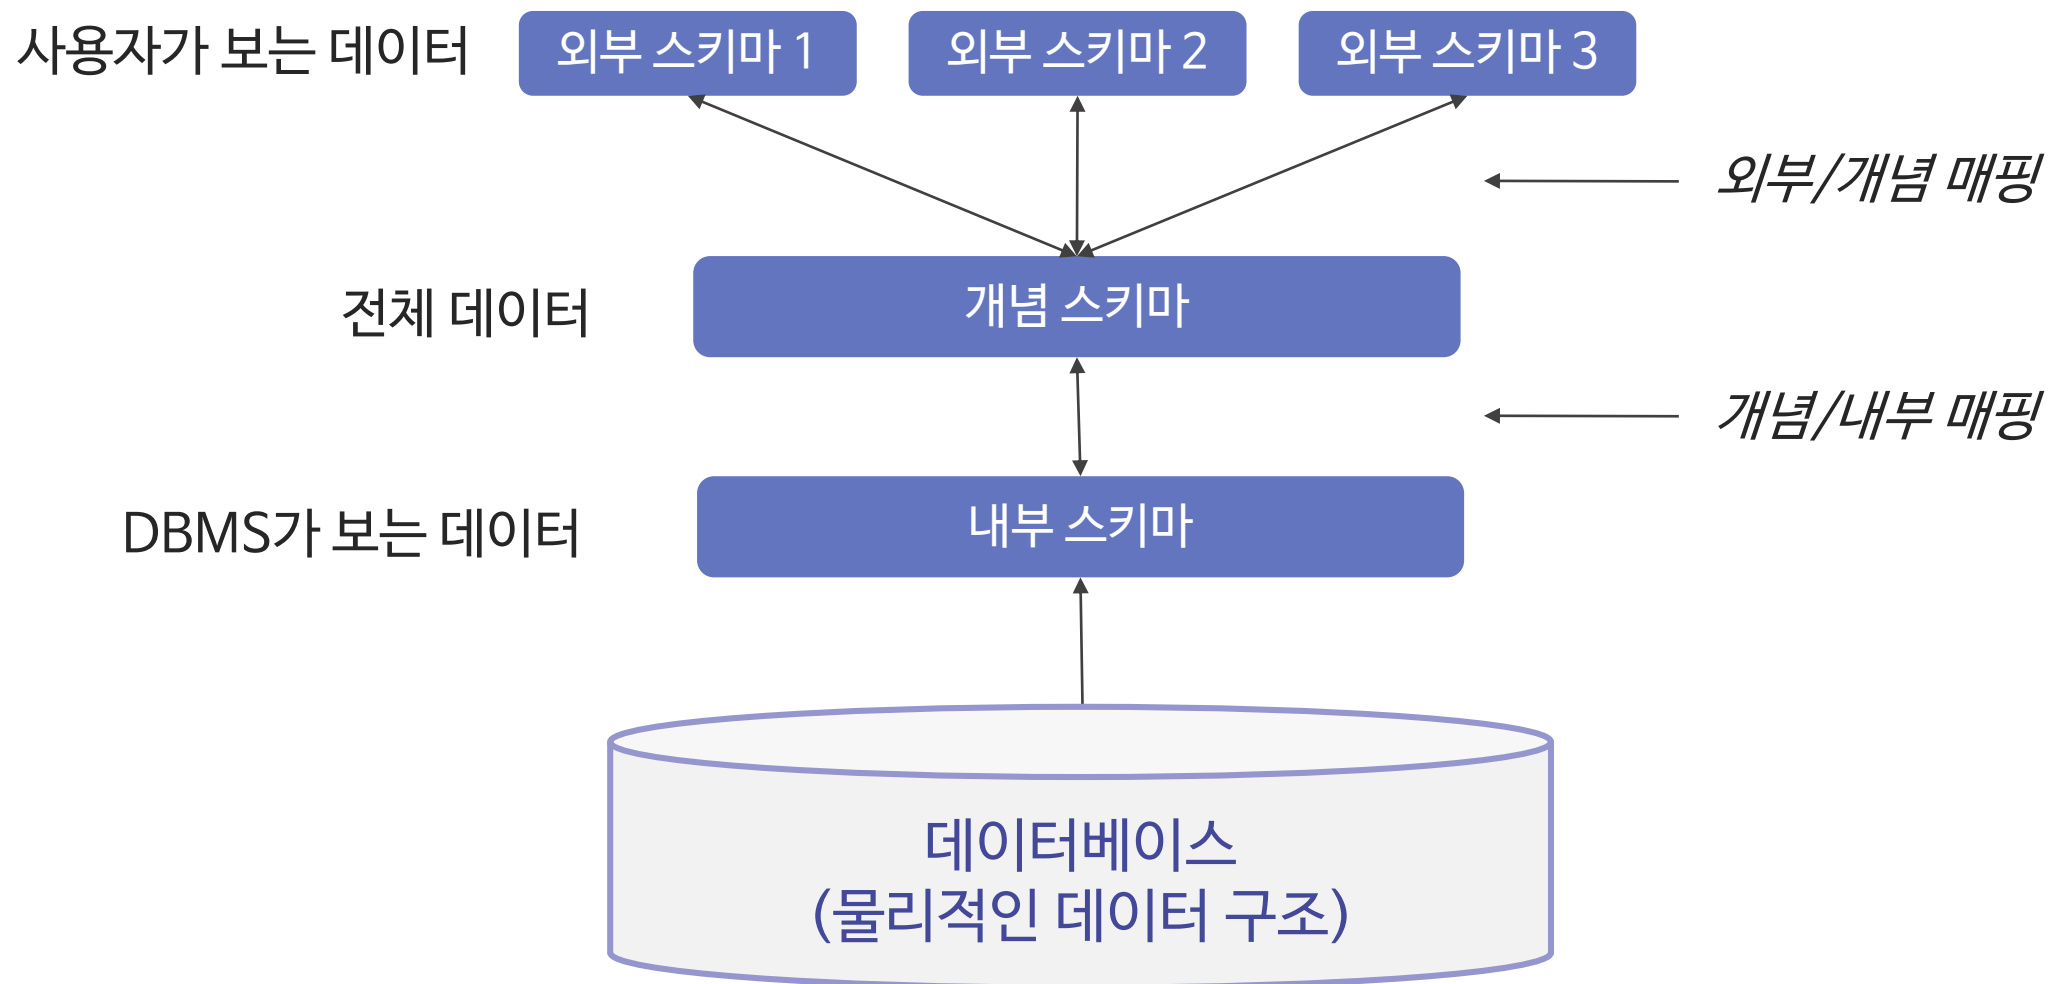 사용자가 보는 데이터
외부 스키마 1
외부 스키마 2
외부 스키마 3
외부/개념 매핑
전체 데이터
개념 스키마
개념/내부 매핑
DBMS가 보는 데이터
내부 스키마
데이터베이스
(물리적인 데이터 구조)